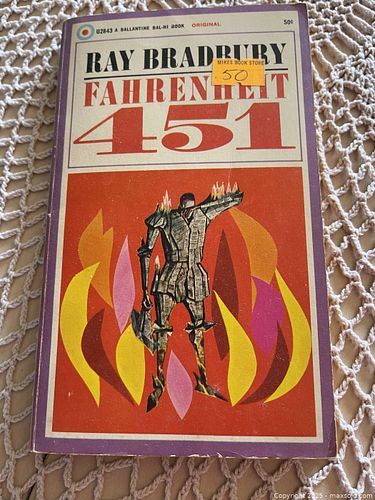 U2843 A BALLANTINE BAL-HI BOOK ORIGINAL 50¢
RAY BRADBURY
MIKES BOOK STORE
50
FAHRENHEIT
451
Copyright © 2025 - maxsold.com